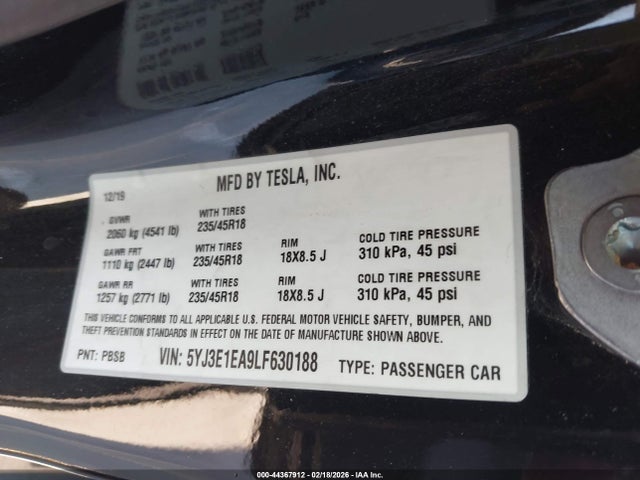 MFD BY TESLA, INC.
12/19
GVWR
2060 kg (4541 lb)
WITH TIRES
235/45R18
GAWR FRT
1110 kg (2447 lb)
WITH TIRES
235/45R18
RIM
18X8.5 J
COLD TIRE PRESSURE
310 kPa, 45 psi
GAWR RR
1257 kg (2771 lb)
WITH TIRES
235/45R18
RIM
18X8.5 J
COLD TIRE PRESSURE
310 kPa, 45 psi
THIS VEHICLE CONFORMS TO ALL APPLICABLE U.S. FEDERAL MOTOR VEHICLE SAFETY, BUMPER, AND
THEFT PREVENTION STANDARDS IN EFFECT ON THE DATE OF MANUFACTURE SHOWN ABOVE.
PNT: PBSB VIN: 5YJ3E1EA9LF630188 TYPE: PASSENGER CAR
000-44367912 - 02/18/2026 - IAA Inc.